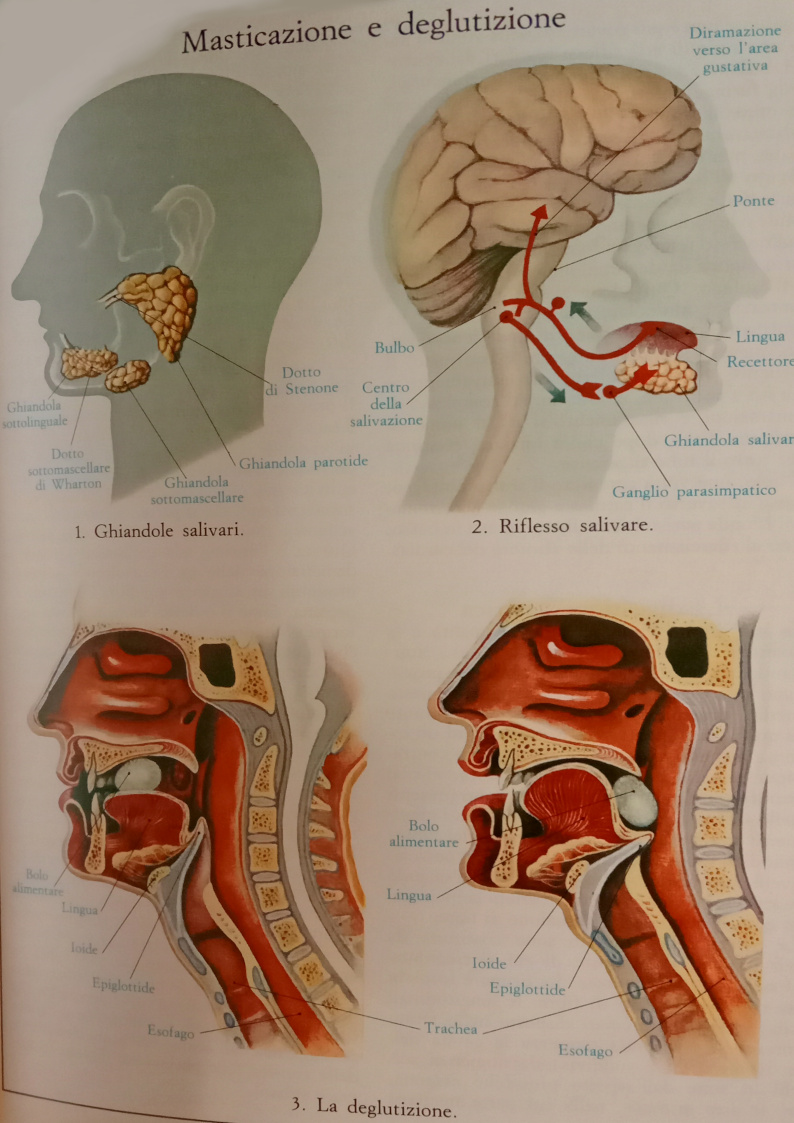 Masticazione e deglutizione
Ghiandola
sottolinguale
Dotto
sottomascellare
di Wharton
Ghiandola
sottomascellare
Ghiandola parotide
Dotto
di Stenone
1. Ghiandole salivari.
Diramazione
verso l'area
gustativa
Ponte
Bulbo
Centro
della
salivazione
Lingua
Recettore
Ghiandola salivar
Ganglio parasimpatico
2. Riflesso salivare.
Bolo
alimentare
Lingua
Ioide
Epiglottide
Esofago
Trachea
Bolo
alimentare
Lingua
Ioide
Epiglottide
Esofago
3. La deglutizione.